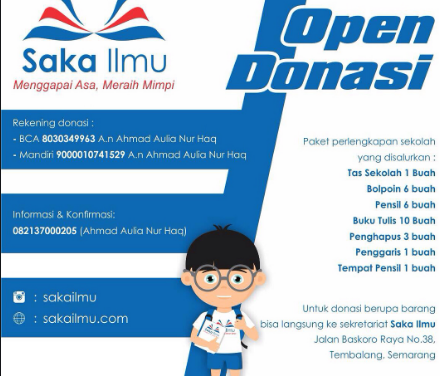 Saka Ilmu
Menggapai Asa, Meraih Mimpi
Open
Donasi
Rekening donasi :
- BCA 8030349963 A.n Ahmad Aulia Nur Haq
- Mandiri 9000010741529 A.n Ahmad Aulia Nur Haq
Informasi & Konfirmasi:
082137000205 (Ahmad Aulia Nur Haq)
: sakailmu
: sakailmu.com
Paket perlengkapan sekolah
yang disalurkan :
Tas Sekolah 1 Buah
Bolpoin 6 buah
Pensil 6 buah
Buku Tulis 10 Buah
Penghapus 3 buah
Penggaris 1 buah
Tempat Pensil 1 buah
Untuk donasi berupa barang
bisa langsung ke sekretariat Saka Ilmu
Jalan Baskoro Raya No.38,
Tembalang, Semarang